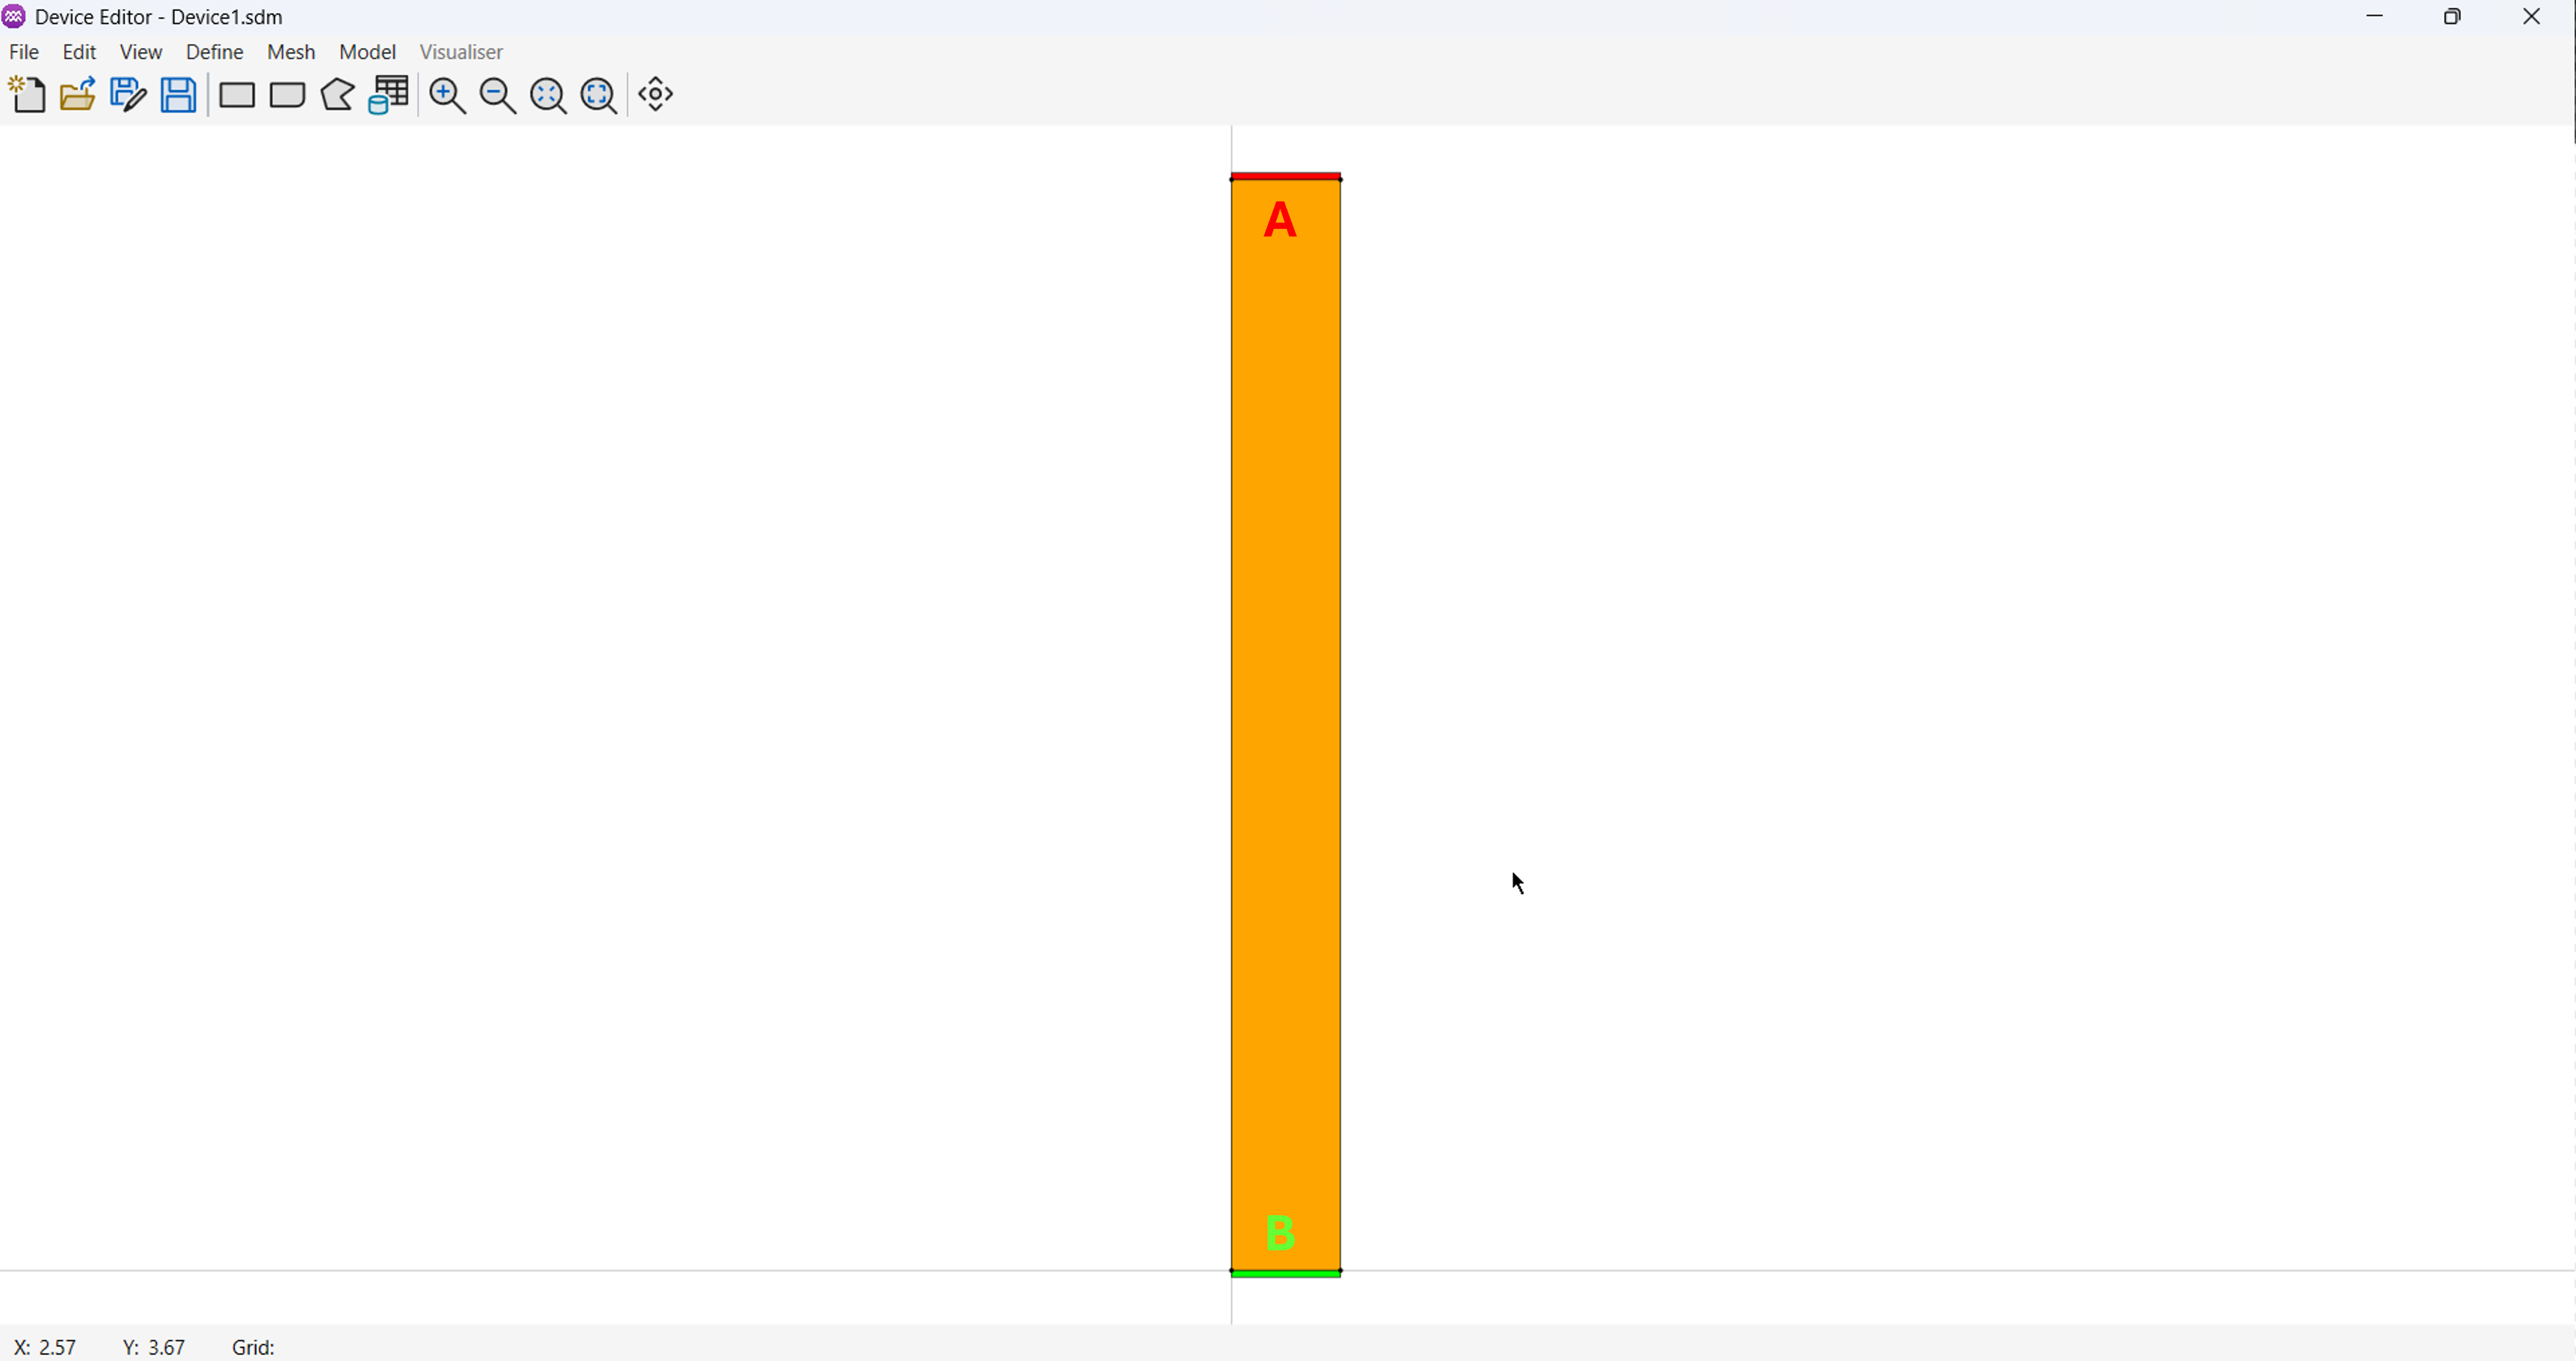 Device Editor - Device1.sdm
File Edit View Define Mesh Model Visualiser
A
B
X: 2.57 Y: 3.67 Grid: